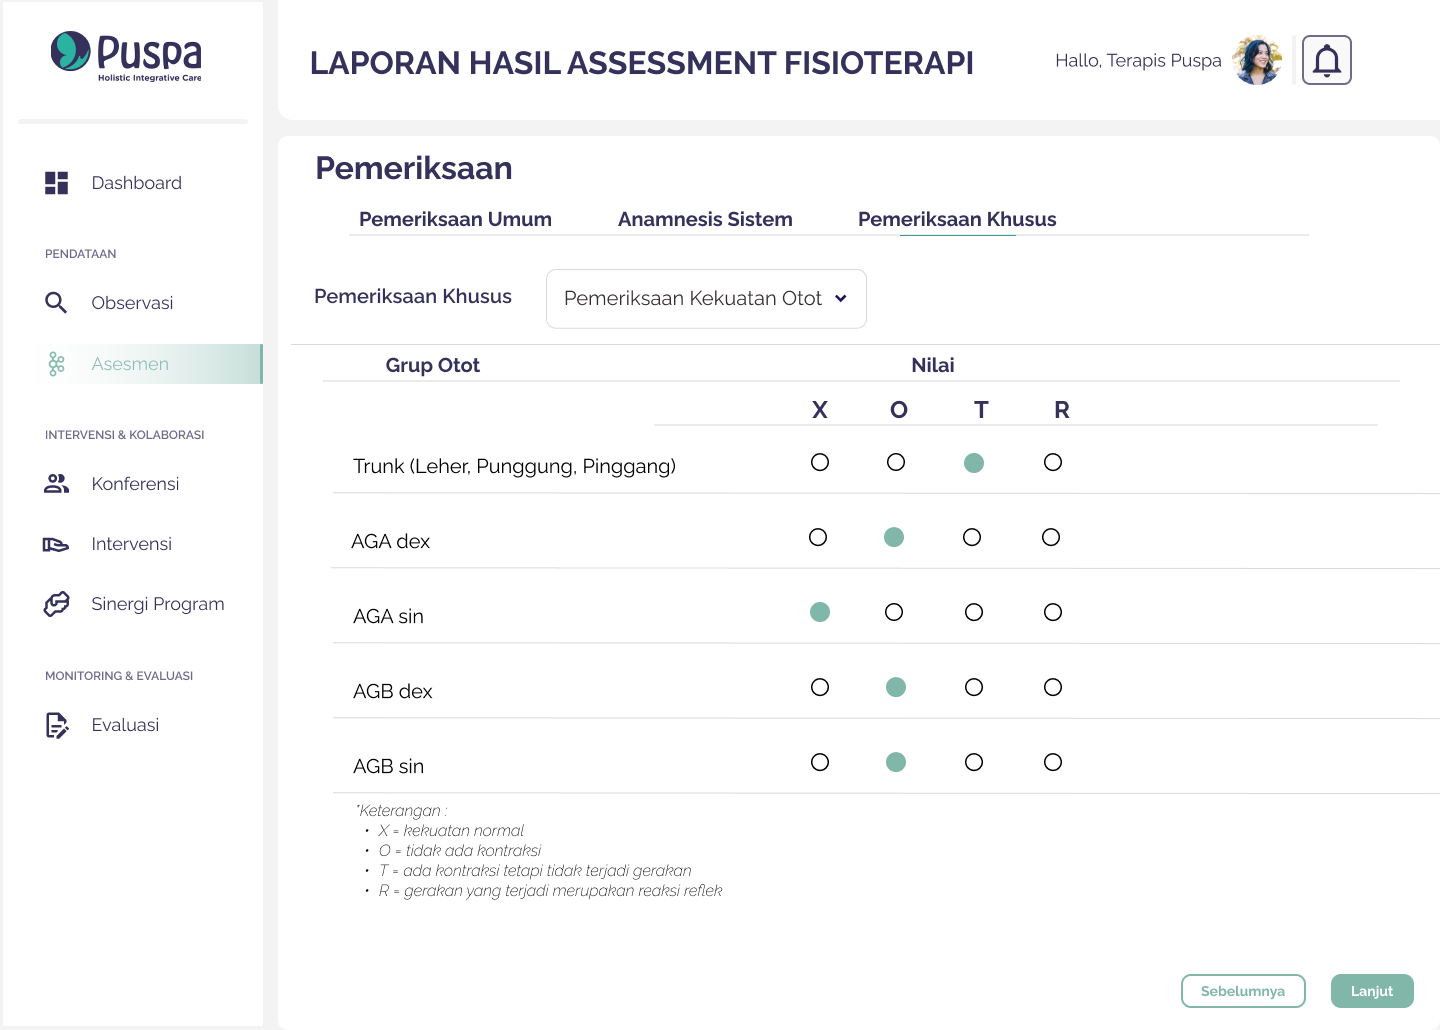 Puspa
Holistic Integrative Care
LAPORAN HASIL ASSESSMENT FISIOTERAPI
Hallo, Terapis Puspa
Dashboard
PENDATAAN
Observasi
Asesmen
INTERVENSI & KOLABORASI
Konferensi
Intervensi
Sinergi Program
MONITORING & EVALUASI
Evaluasi
Pemeriksaan
Pemeriksaan Umum Anamnesis Sistem Pemeriksaan Khusus
Pemeriksaan Khusus Pemeriksaan Kekuatan Otot
Grup Otot Nilai
X O T R
Trunk (Leher, Punggung, Pinggang)
AGA dex
AGA sin
AGB dex
AGB sin
*Keterangan :
• X = kekuatan normal
• O = tidak ada kontraksi
• T = ada kontraksi tetapi tidak terjadi gerakan
• R = gerakan yang terjadi merupakan reaksi reflek
Sebelumnya Lanjut